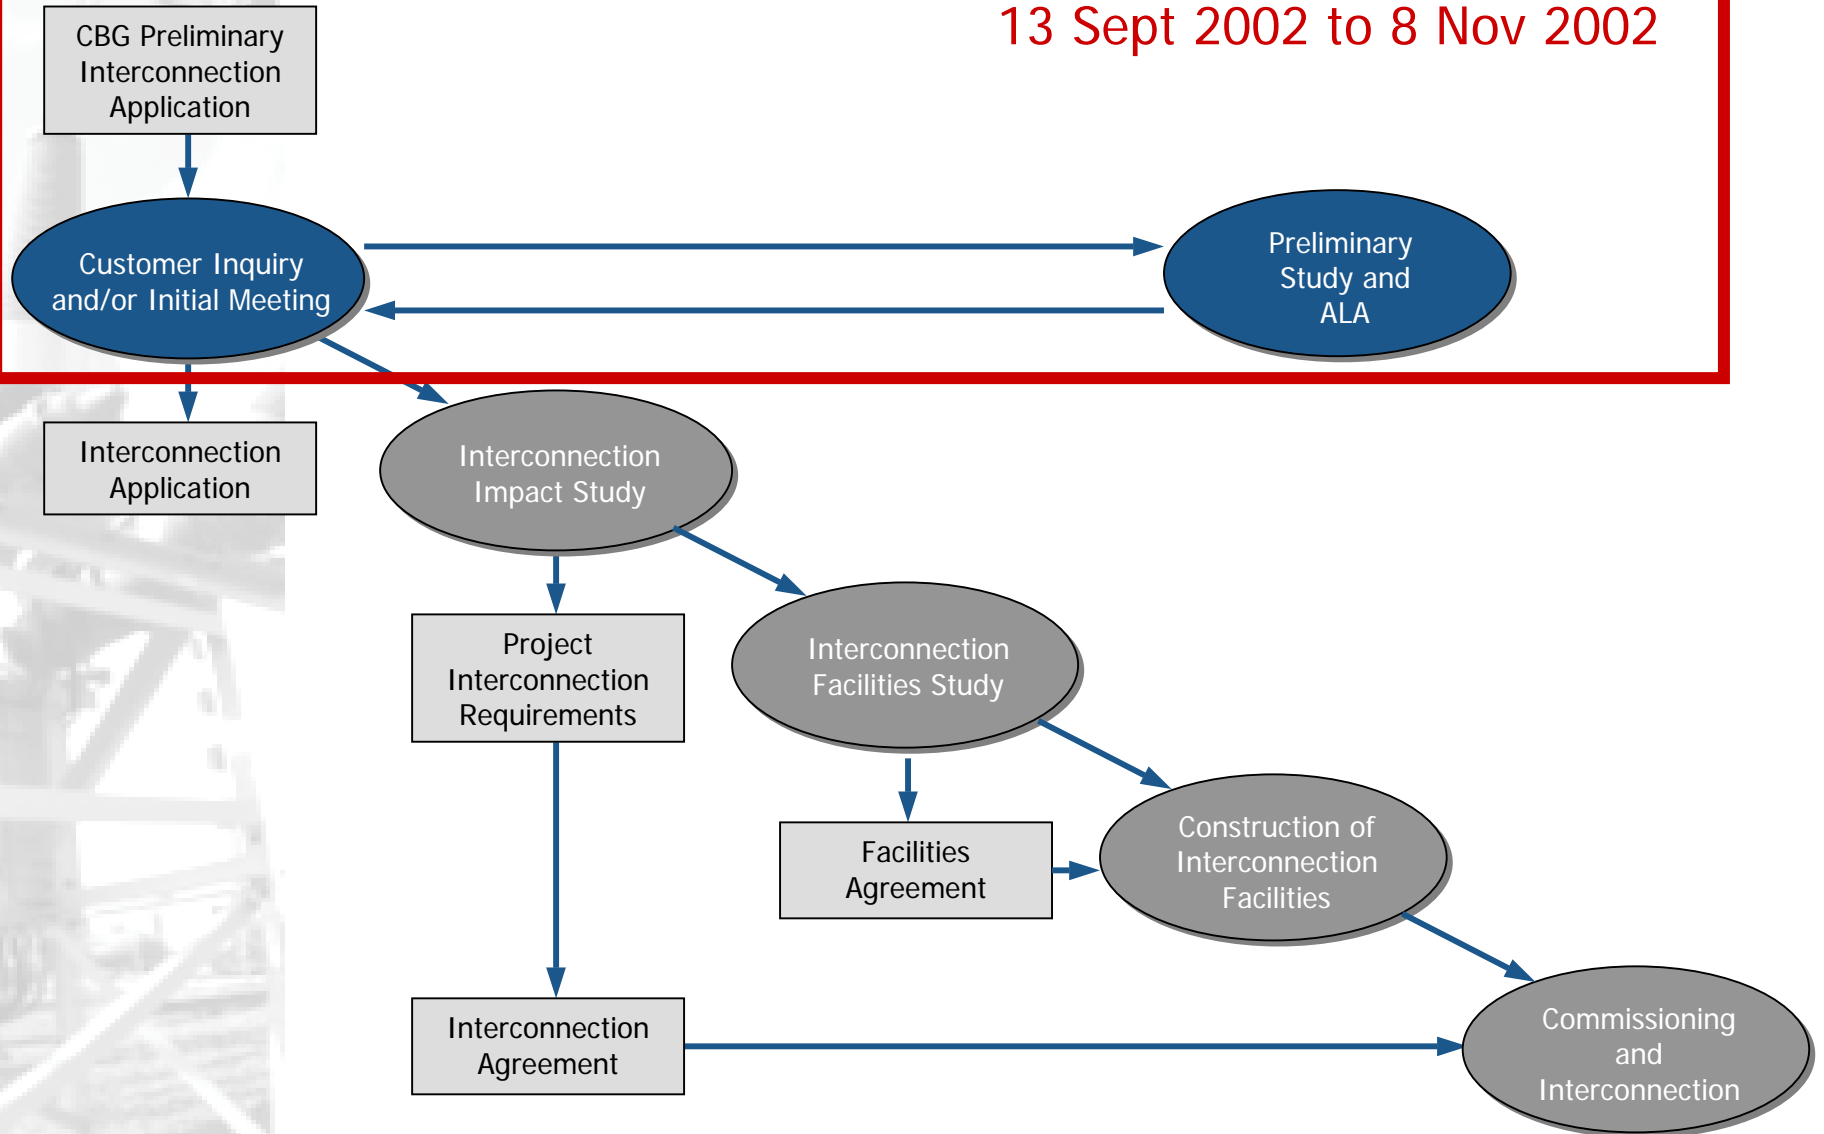 13 Sept 2002 to 8 Nov 2002
CBG Preliminary
Interconnection
Application
Customer Inquiry
and/or Initial Meeting
Preliminary
Study and
ALA
Interconnection
Application
Interconnection
Impact Study
Project
Interconnection
Requirements
Interconnection
Facilities Study
Facilities
Agreement
Construction of
Interconnection
Facilities
Interconnection
Agreement
Commissioning
and
Interconnection